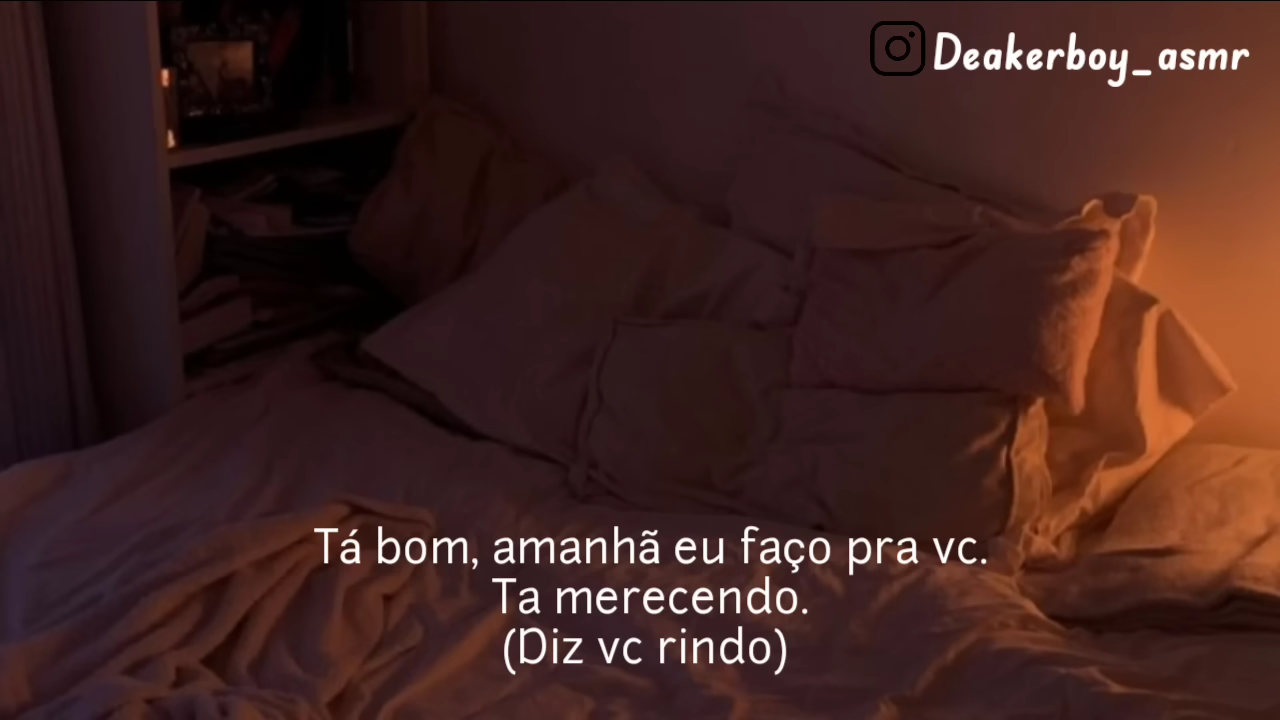 Deakerboy_asmr
Tá bom, amanhã eu faço pra vc.
Ta merecendo.
(Diz vc rindo)